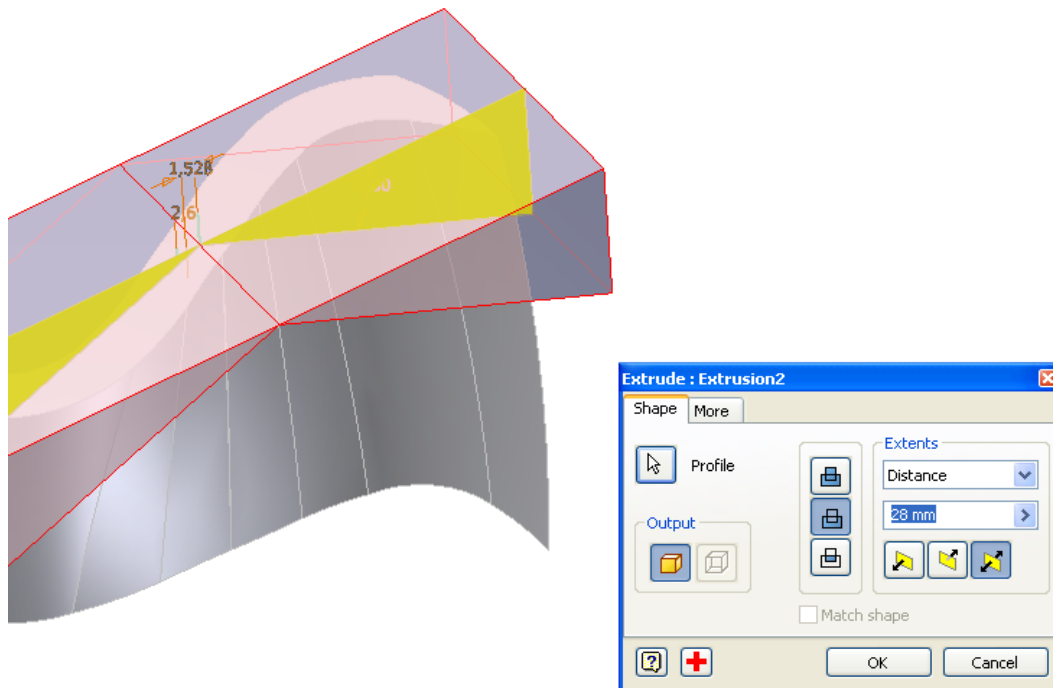 1,528
2,6
Extrude : Extrusion2
Shape
More
Profile
Extents
Distance
28 mm
Output
Match shape
OK
Cancel